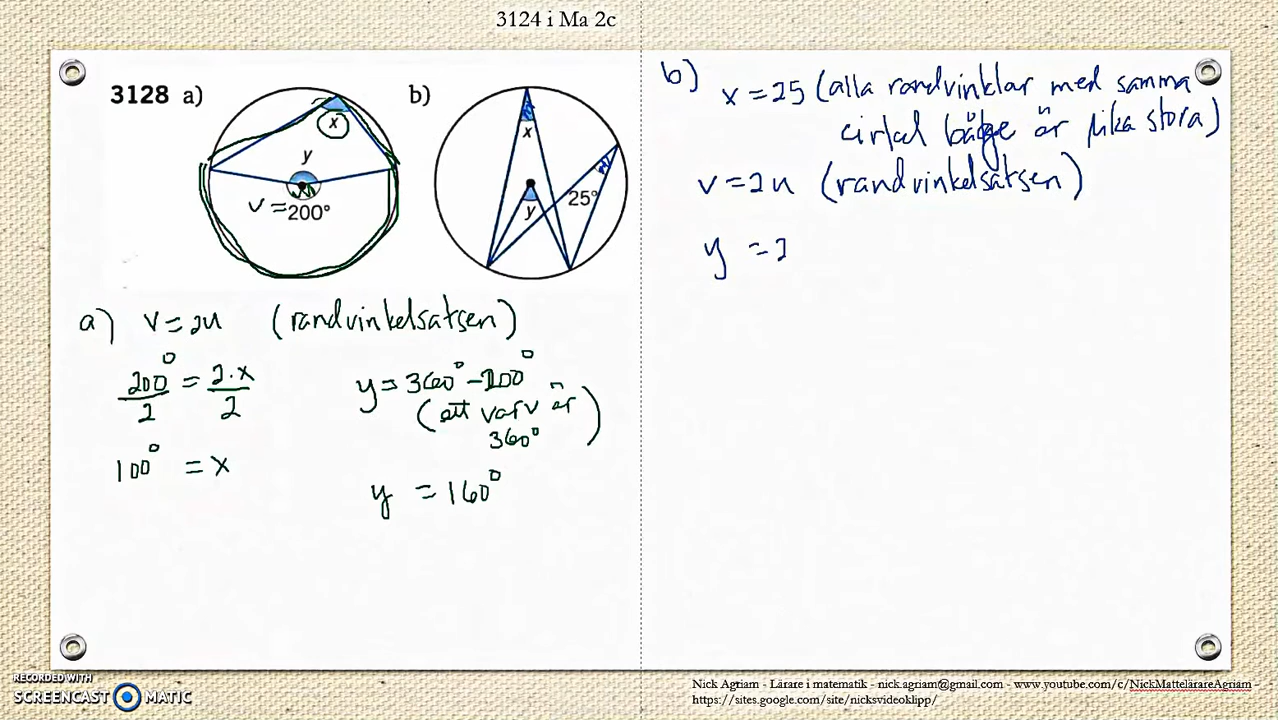 3124 i Ma 2c
3128 a)
x
y
v = 200°
b)
x
25°
y
a) v = 2u (randvinkelsatsen)
200° = 2·x
2 2
100° = x
y = 360° - 200°
(ett varv är
360°)
y = 160°
b) x = 25 (alla randvinklar med samma
cirkel båge är lika stora)
v = 2u (randvinkelsatsen)
y = 2
RECORDED WITH
SCREENCAST MATIC
Nick Agriam - Lärare i matematik - nick.agriam@gmail.com - www.youtube.com/c/NickMattelärareAgriam
https://sites.google.com/site/nicksvideoklipp/